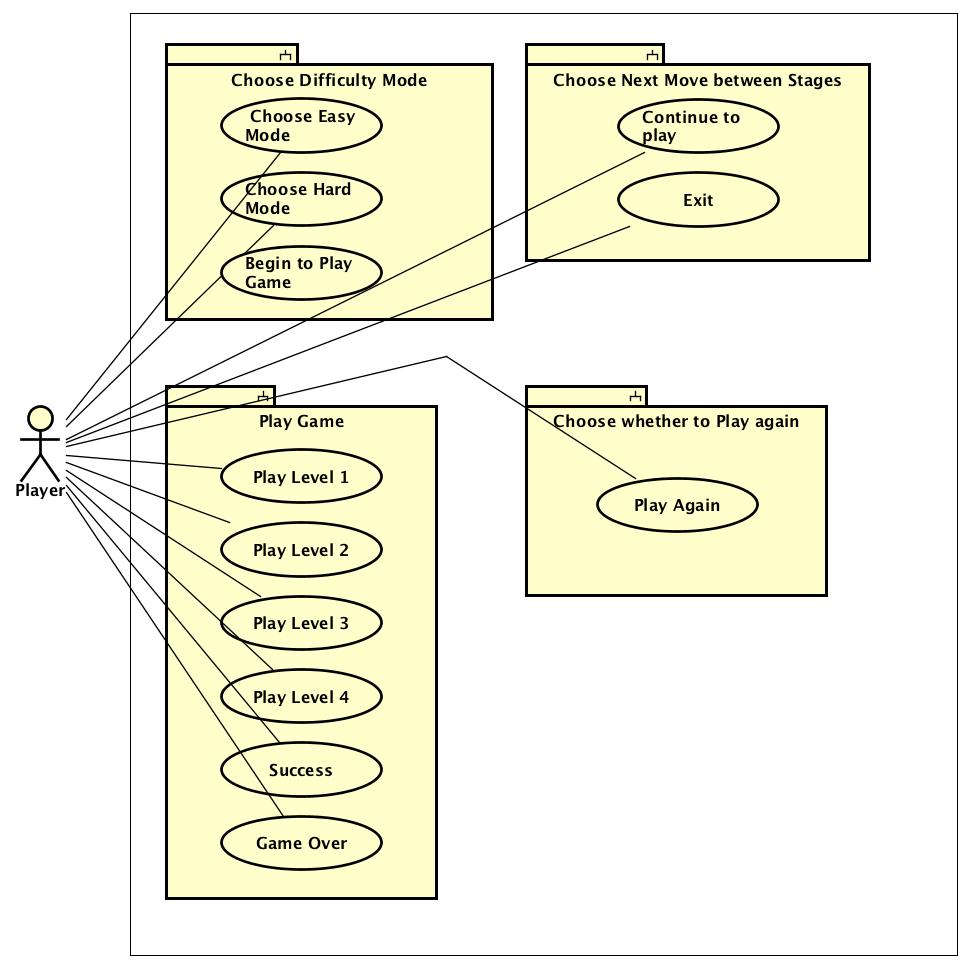 Choose Difficulty Mode
Choose Easy
Mode
Choose Hard
Mode
Begin to Play
Game
Choose Next Move between Stages
Continue to
play
Exit
Player
Play Game
Play Level 1
Play Level 2
Play Level 3
Play Level 4
Success
Game Over
Choose whether to Play again
Play Again